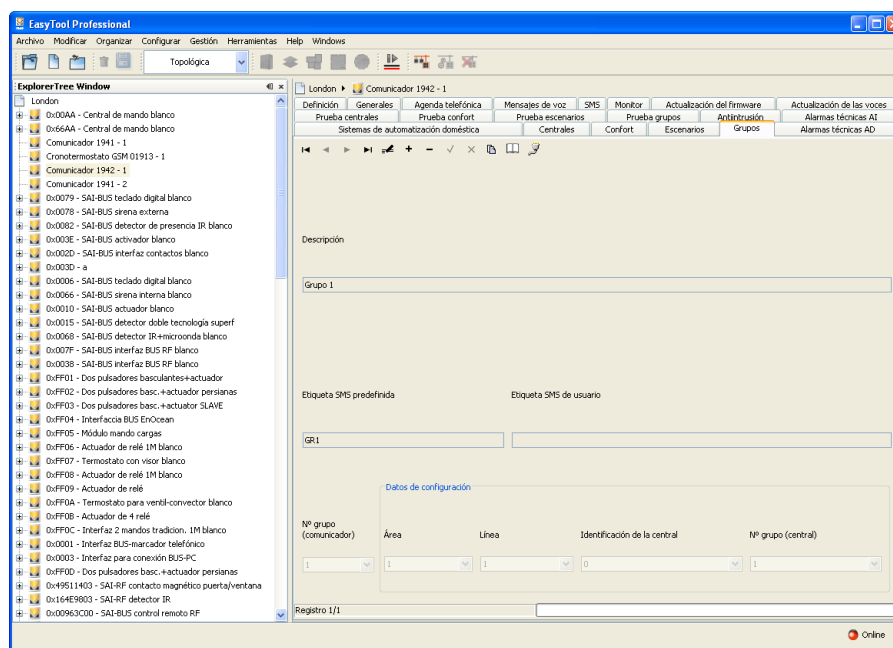 EasyTool Professional
Archivo Modificar Organizar Configurar Gestión Herramientas Help Windows
Topológica
ExplorerTree Window
London
0x00AA - Central de mando blanco
0x66AA - Central de mando blanco
Comunicador 1941 - 1
Cronotermostato GSM 01913 - 1
Comunicador 1942 - 1
Comunicador 1941 - 2
0x0079 - SAI-BUS teclado digital blanco
0x0078 - SAI-BUS sirena externa
0x0082 - SAI-BUS detector de presencia IR blanco
0x003E - SAI-BUS activador blanco
0x002D - SAI-BUS interfaz contactos blanco
0x003D - a
0x0006 - SAI-BUS teclado digital blanco
0x0066 - SAI-BUS sirena interna blanco
0x0010 - SAI-BUS actuador blanco
0x0015 - SAI-BUS detector doble tecnología superf
0x0068 - SAI-BUS detector IR+microonda blanco
0x007F - SAI-BUS interfaz BUS RF blanco
0x0038 - SAI-BUS interfaz BUS RF blanco
0xFF01 - Dos pulsadores basculantes+actuador
0xFF02 - Dos pulsadores basc.+actuador persianas
0xFF03 - Dos pulsadores basc.+actuator SLAVE
0xFF04 - Interfaccia BUS EnOcean
0xFF05 - Módulo mando cargas
0xFF06 - Actuador de relé 1M blanco
0xFF07 - Termostato con visor blanco
0xFF08 - Actuador de relé 1M blanco
0xFF09 - Actuador de relé
0xFF0A - Termostato para ventil-convector blanco
0xFF0B - Actuador de 4 relé
0xFF0C - Interfaz 2 mandos tradicion. 1M blanco
0x0001 - Interfaz BUS-marcador telefónico
0x0003 - Interfaz para conexión BUS-PC
0xFF0D - Dos pulsadores basc.+actuador persianas
0x49511403 - SAI-RF contacto magnético puerta/ventana
0x164E9803 - SAI-RF detector IR
0x00963C00 - SAI-BUS control remoto RF
London Comunicador 1942 - 1
Definición Generales Agenda telefónica Mensajes de voz SMS Monitor Actualización del firmware Actualización de las voces
Prueba centrales Prueba confort Prueba escenarios Prueba grupos Antintrusión Alarmas técnicas AI
Sistemas de automatización doméstica Centrales Confort Escenarios Grupos Alarmas técnicas AD
Descripción
Grupo 1
Etiqueta SMS predefinida Etiqueta SMS de usuario
GR1
Datos de configuración
Nº grupo (comunicador) Área Línea Identificación de la central Nº grupo (central)
1 1 1 0 1
Registro 1/1
Online